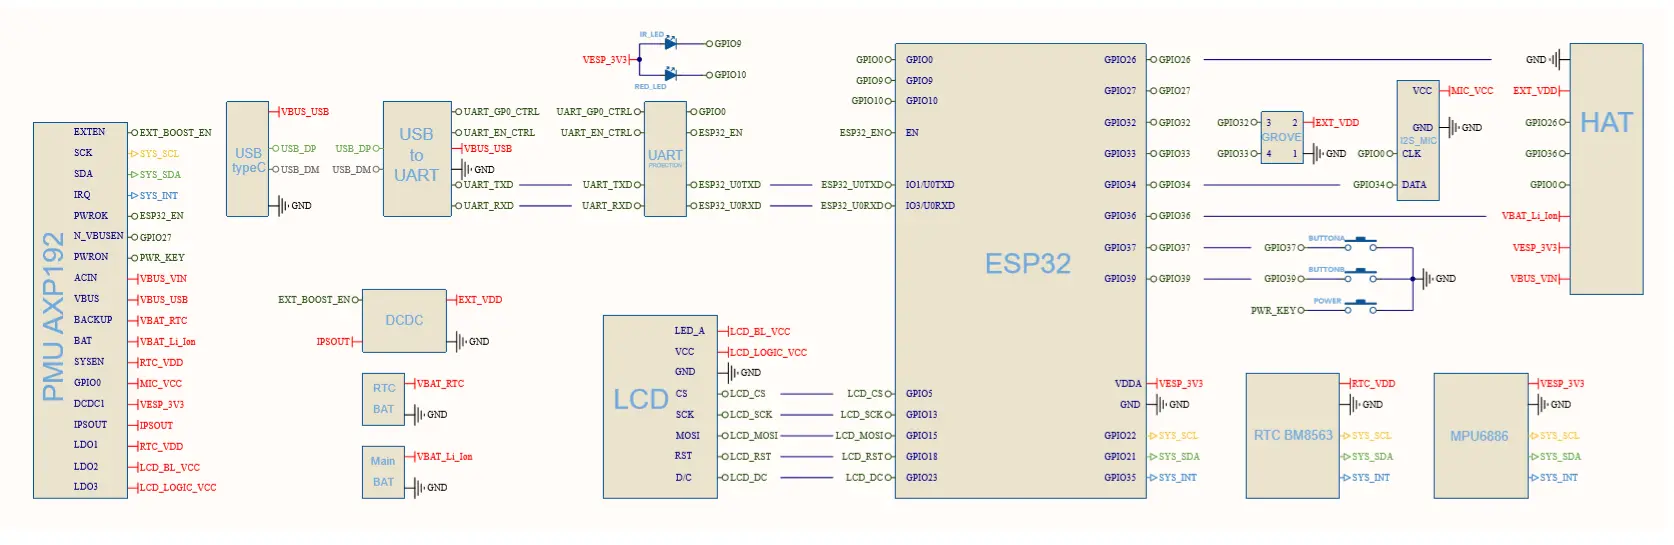 PMU AXP192
EXTEN EXT_BOOST_EN
SCK SYS_SCL
SDA SYS_SDA
IRQ SYS_INT
PWROK ESP32_EN
N_VBUSEN GPIO27
PWRON PWR_KEY
ACIN VBUS_VIN
VBUS VBUS_USB
BACKUP VBAT_RTC
BAT VBAT_Li_Ion
SYSEN RTC_VDD
GPIO0 MIC_VCC
DCDC1 VESP_3V3
IPSOUT IPSOUT
LDO1 RTC_VDD
LDO2 LCD_BL_VCC
LDO3 LCD_LOGIC_VCC
USB
typeC
VBUS_USB
USB_DP
USB_DM
GND
USB
to
UART
USB_DP
USB_DM
UART_GP0_CTRL
UART_EN_CTRL
VBUS_USB
GND
UART_TXD
UART_RXD
VESP_3V3
IR_LED
GPIO9
RED_LED
GPIO10
UART
PROTECTION
UART_GP0_CTRL GPIO0
UART_EN_CTRL ESP32_EN
UART_TXD ESP32_U0TXD
UART_RXD ESP32_U0RXD
DCDC
EXT_BOOST_EN EXT_VDD
IPSOUT GND
RTC
BAT
VBAT_RTC
GND
Main
BAT
VBAT_Li_Ion
GND
LCD
LED_A LCD_BL_VCC
VCC LCD_LOGIC_VCC
GND GND
CS LCD_CS
SCK LCD_SCK
MOSI LCD_MOSI
RST LCD_RST
D/C LCD_DC
ESP32
GPIO0 GPIO0
GPIO9 GPIO9
GPIO10 GPIO10
ESP32_EN EN
ESP32_U0TXD IO1/U0TXD
ESP32_U0RXD IO3/U0RXD
LCD_CS GPIO5
LCD_SCK GPIO13
LCD_MOSI GPIO15
LCD_RST GPIO18
LCD_DC GPIO23
GPIO26 GPIO26
GPIO27 GPIO27
GPIO32 GPIO32
GPIO33 GPIO33
GPIO34 GPIO34
GPIO36 GPIO36
GPIO37 GPIO37
GPIO39 GPIO39
VDDA VESP_3V3
GND GND
GPIO22 SYS_SCL
GPIO21 SYS_SDA
GPIO35 SYS_INT
GPIO32 3 2 EXT_VDD
GROVE
GPIO33 4 1 GND
I2S_MIC
VCC MIC_VCC
GND GND
GPIO0 CLK
GPIO34 DATA
BUTTONA
GPIO37
BUTTONB
GPIO39 GND
POWER
PWR_KEY
HAT
GND
EXT_VDD
GPIO26
GPIO36
GPIO0
VBAT_Li_Ion
VESP_3V3
VBUS_VIN
RTC BM8563
RTC_VDD
GND
SYS_SCL
SYS_SDA
SYS_INT
MPU6886
VESP_3V3
GND
SYS_SCL
SYS_SDA
SYS_INT